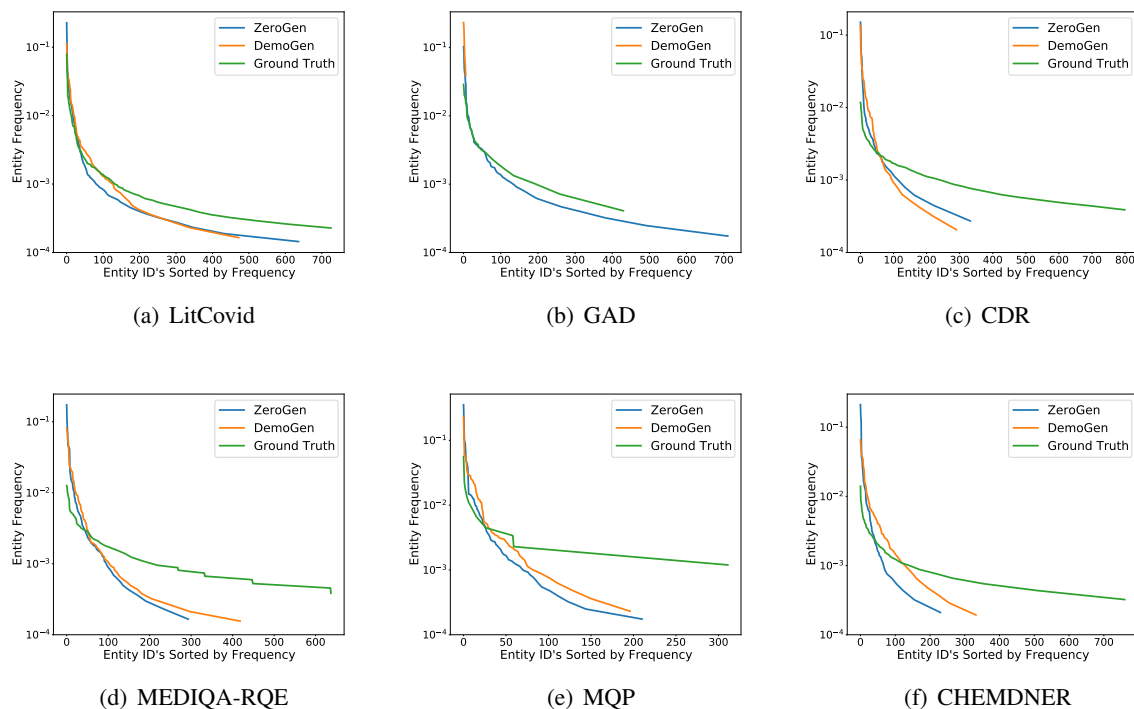 ZeroGen
DemoGen
Ground Truth
10⁻¹
10⁻²
10⁻³
10⁻⁴
Entity Frequency
0 100 200 300 400 500 600 700
Entity ID's Sorted by Frequency
(a) LitCovid
ZeroGen
DemoGen
Ground Truth
10⁻¹
10⁻²
10⁻³
10⁻⁴
Entity Frequency
0 100 200 300 400 500 600 700
Entity ID's Sorted by Frequency
(b) GAD
ZeroGen
DemoGen
Ground Truth
10⁻¹
10⁻²
10⁻³
10⁻⁴
Entity Frequency
0 100 200 300 400 500 600 700 800
Entity ID's Sorted by Frequency
(c) CDR
ZeroGen
DemoGen
Ground Truth
10⁻¹
10⁻²
10⁻³
10⁻⁴
Entity Frequency
0 100 200 300 400 500 600
Entity ID's Sorted by Frequency
(d) MEDIQA-RQE
ZeroGen
DemoGen
Ground Truth
10⁻¹
10⁻²
10⁻³
10⁻⁴
Entity Frequency
0 50 100 150 200 250 300
Entity ID's Sorted by Frequency
(e) MQP
ZeroGen
DemoGen
Ground Truth
10⁻¹
10⁻²
10⁻³
10⁻⁴
Entity Frequency
0 100 200 300 400 500 600 700
Entity ID's Sorted by Frequency
(f) CHEMDNER